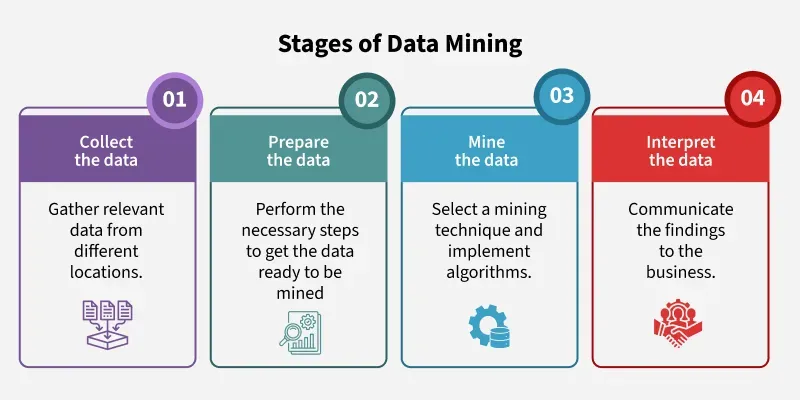 Stages of Data Mining
01
Collect
the data
Gather relevant
data from
different
locations.
02
Prepare
the data
Perform the
necessary steps
to get the data
ready to be
mined
03
Mine
the data
Select a mining
technique and
implement
algorithms.
04
Interpret
the data
Communicate
the findings
to the
business.